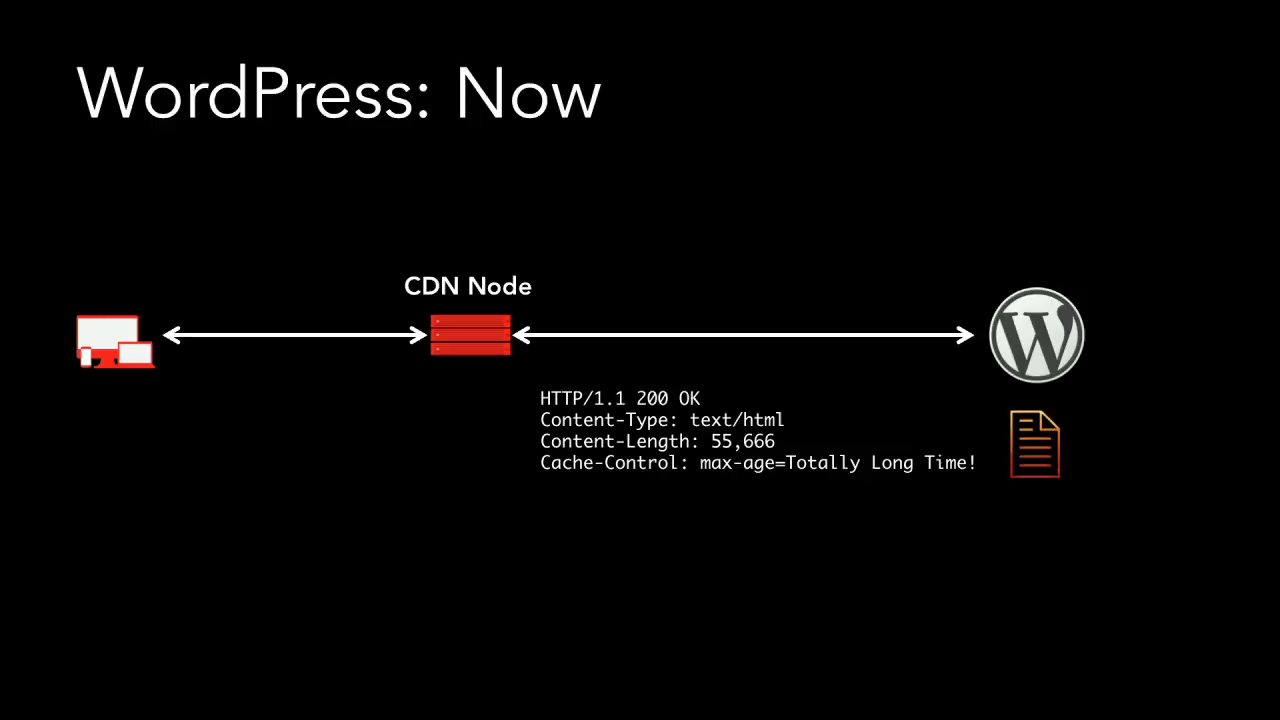 WordPress: Now
CDN Node
HTTP/1.1 200 OK
Content-Type: text/html
Content-Length: 55,666
Cache-Control: max-age=Totally Long Time!